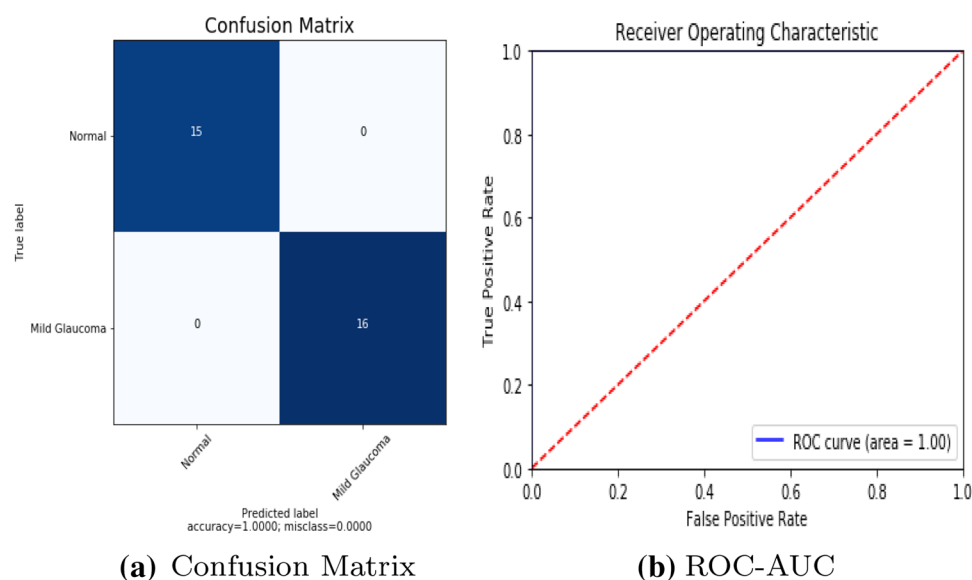 Confusion Matrix
True label
Normal
15
0
Mild Glaucoma
0
16
Normal
Mild Glaucoma
Predicted label
accuracy=1.0000; misclass=0.0000
(a) Confusion Matrix
Receiver Operating Characteristic
True Positive Rate
1.0
0.8
0.6
0.4
0.2
0.0
ROC curve (area = 1.00)
0.0 0.2 0.4 0.6 0.8 1.0
False Positive Rate
(b) ROC-AUC